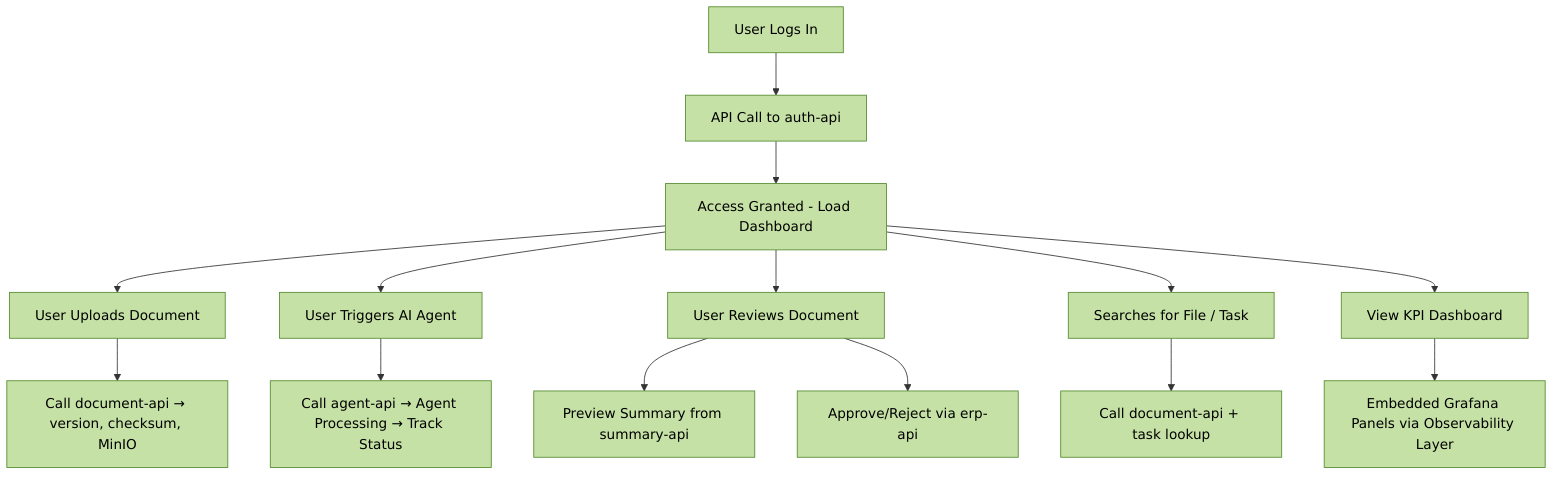 User Logs In
API Call to auth-api
Access Granted - Load
Dashboard
User Uploads Document
User Triggers AI Agent
User Reviews Document
Searches for File / Task
View KPI Dashboard
Call document-api →
version, checksum,
MinIO
Call agent-api → Agent
Processing → Track
Status
Preview Summary from
summary-api
Approve/Reject via erp-
api
Call document-api +
task lookup
Embedded Grafana
Panels via Observability
Layer